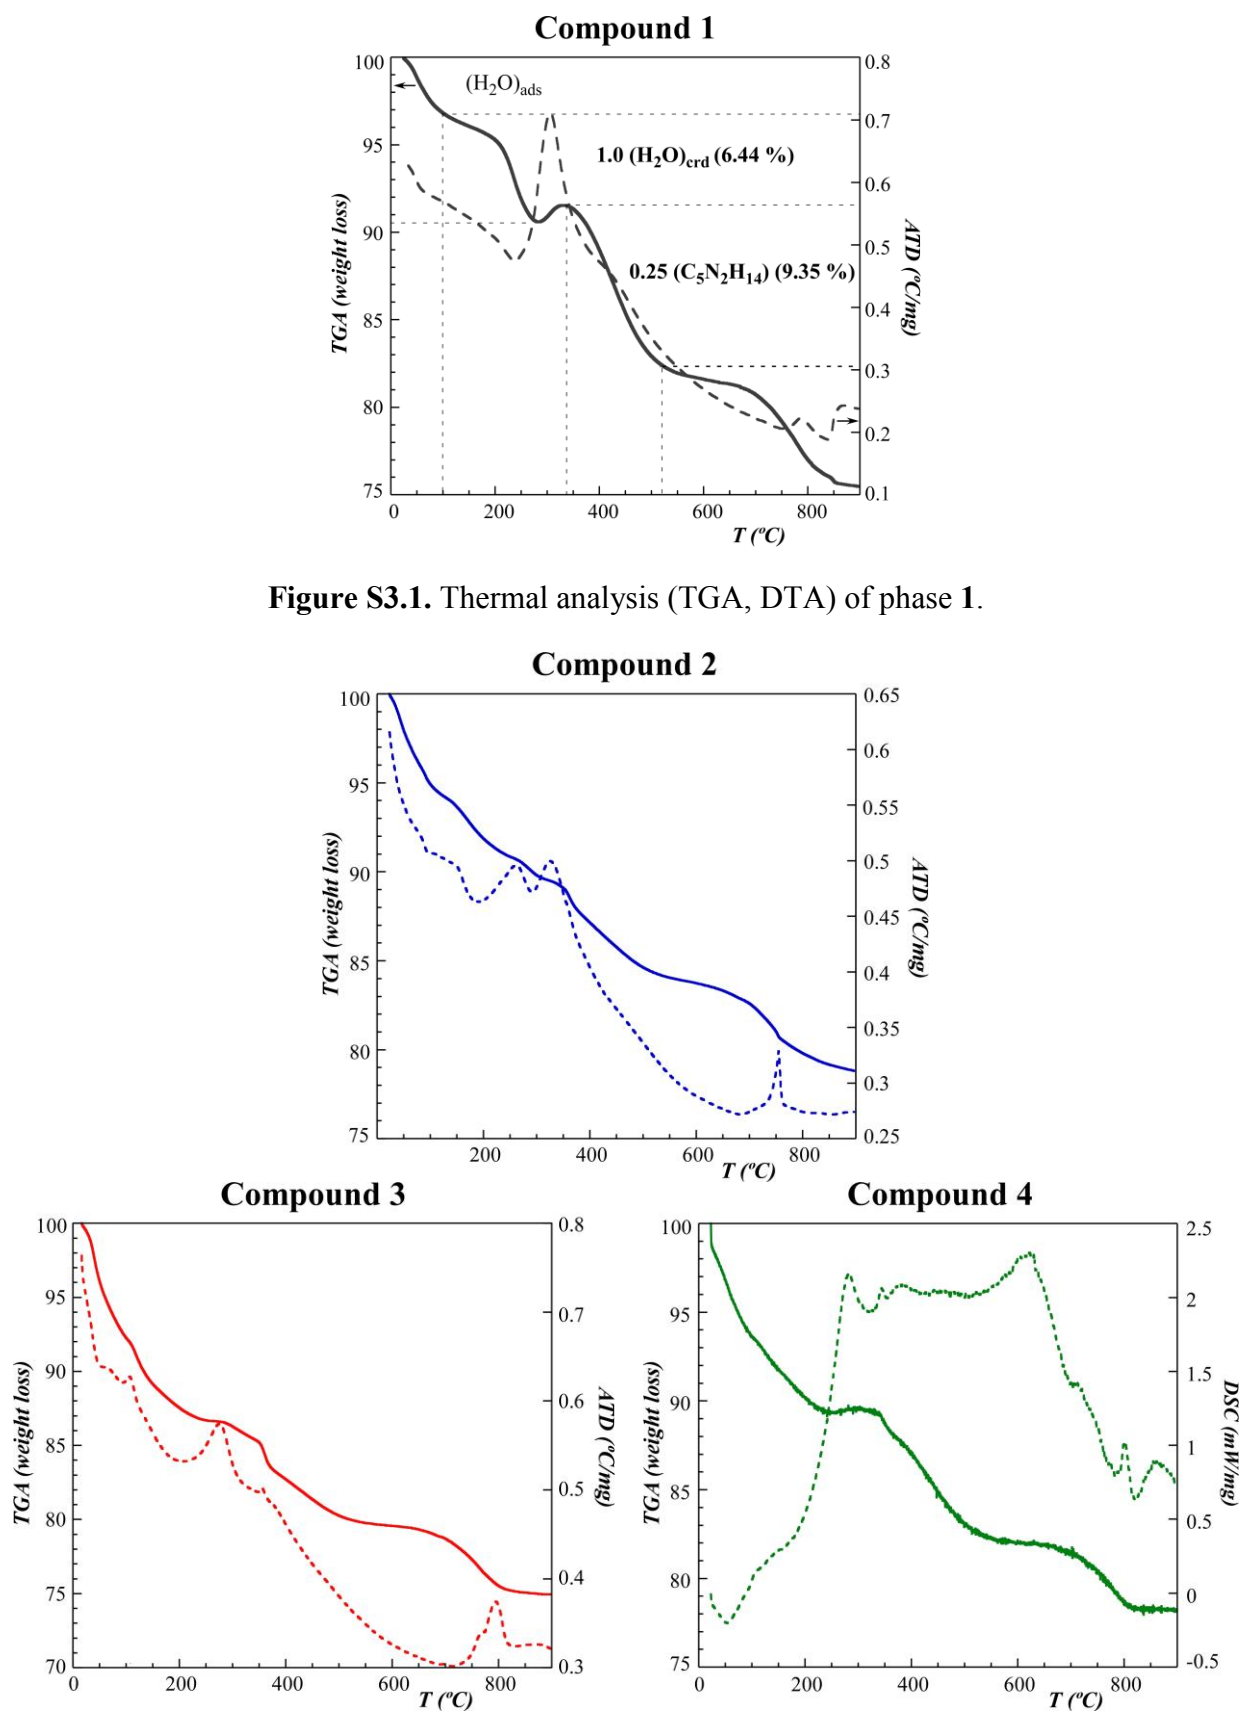 Compound 1
100
95
90
85
80
75
TGA (weight loss)
(H2O)ads
1.0 (H2O)crd (6.44 %)
0.25 (C5N2H14) (9.35 %)
0.8
0.7
0.6
0.5
0.4
0.3
0.2
0.1
ATD (ºC/mg)
0 200 400 600 800
T (ºC)
Figure S3.1. Thermal analysis (TGA, DTA) of phase 1.
Compound 2
100
95
90
85
80
75
TGA (weight loss)
0.65
0.6
0.55
0.5
0.45
0.4
0.35
0.3
0.25
ATD (ºC/mg)
200 400 600 800
T (ºC)
Compound 3
100
95
90
85
80
75
70
TGA (weight loss)
0.8
0.7
0.6
0.5
0.4
0.3
ATD (ºC/mg)
0 200 400 600 800
T (ºC)
Compound 4
100
95
90
85
80
75
TGA (weight loss)
2.5
2
1.5
1
0.5
0
-0.5
DSC (mW/mg)
0 200 400 600 800
T (ºC)